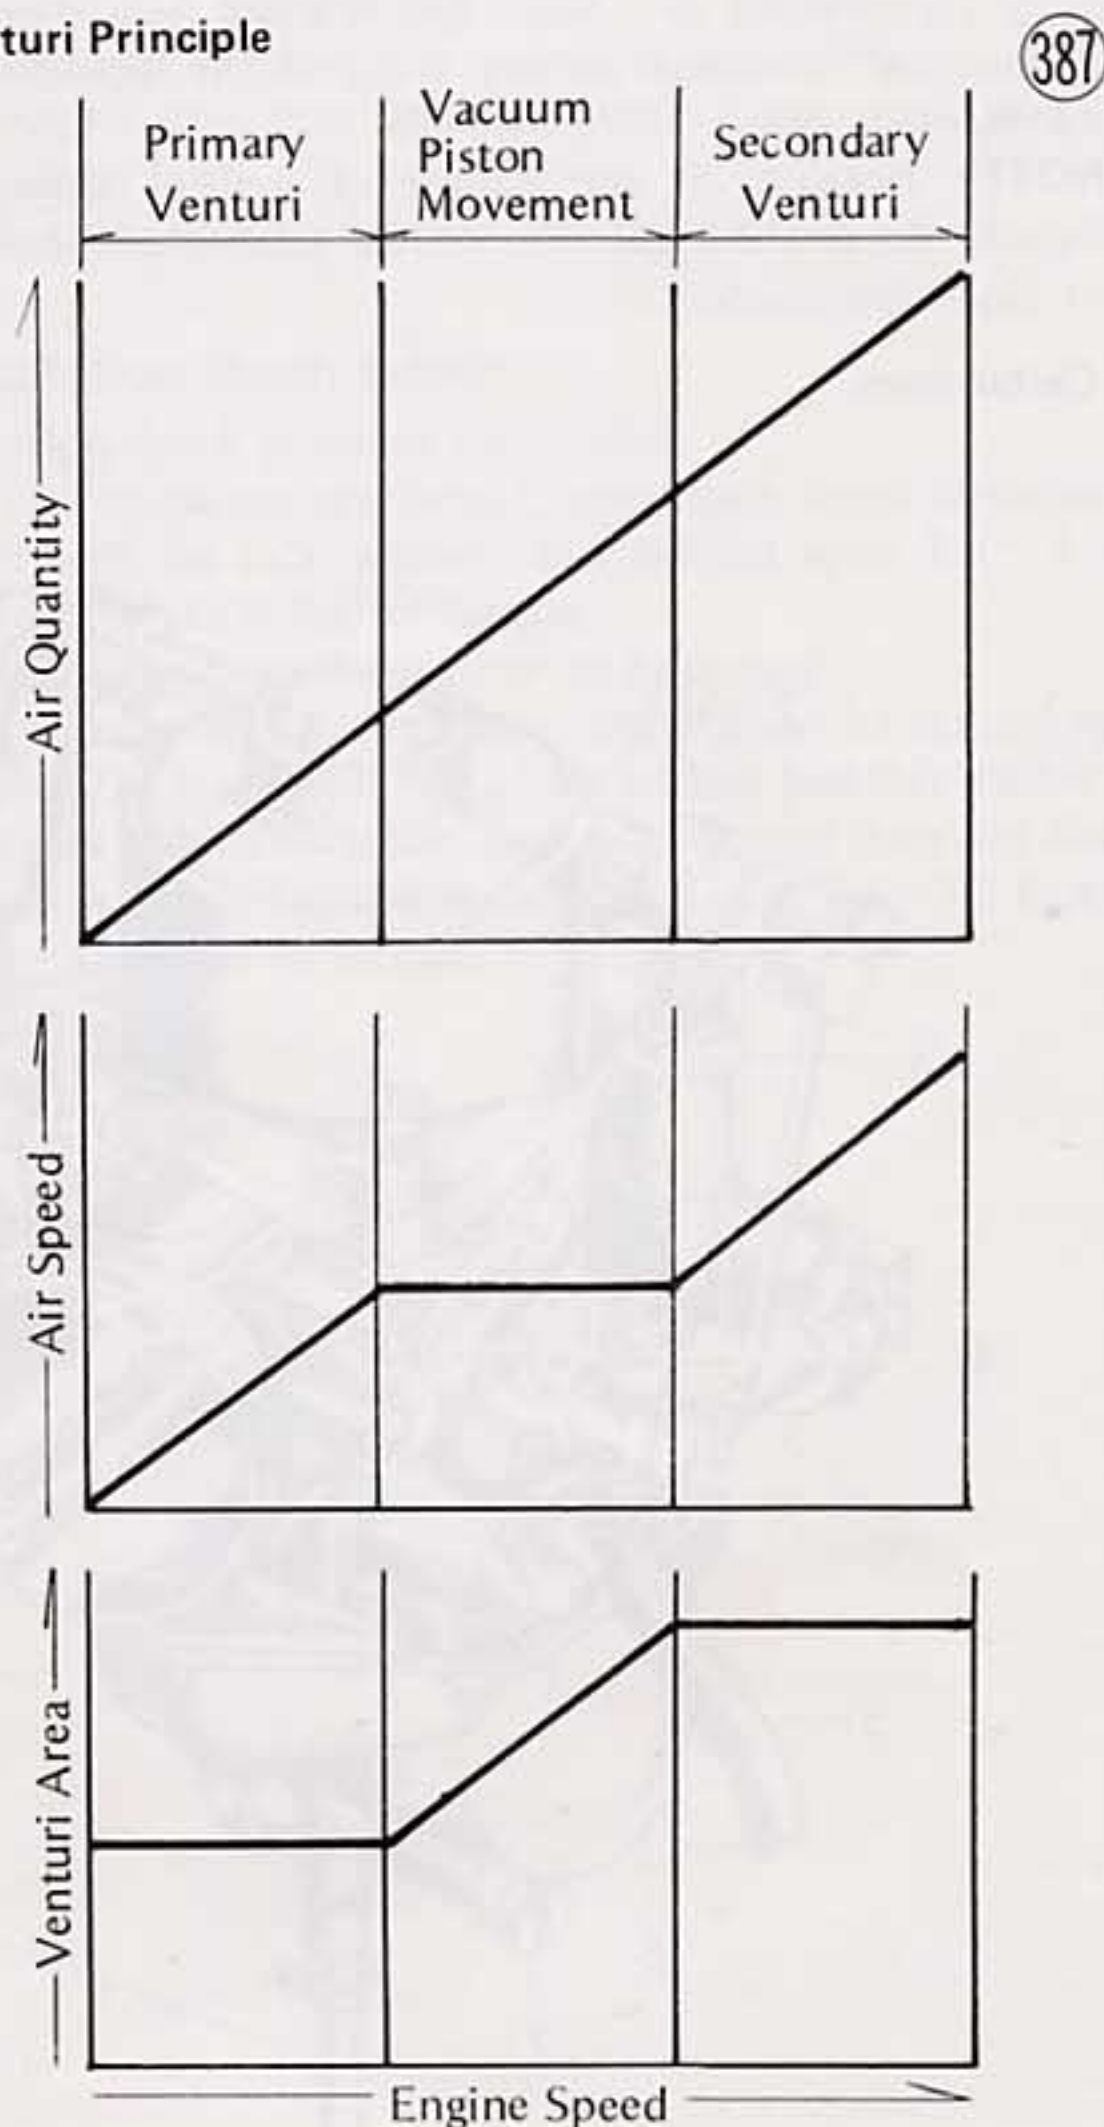 turi Principle
387
Primary
Venturi
Vacuum
Piston
Movement
Secondary
Venturi
Air Quantity
Air Speed
Venturi Area
Engine Speed